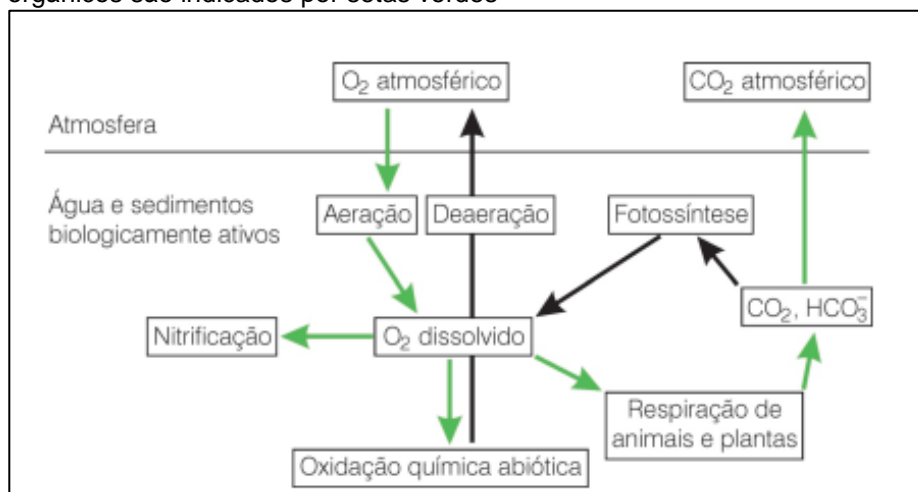 orgânicos são indicados por setas verdes
O₂ atmosférico
CO₂ atmosférico
Atmosfera
Água e sedimentos
biologicamente ativos
Aeração
Deaeração
Fotossíntese
Nitrificação
O₂ dissolvido
CO₂, HCO₃⁻
Respiração de
animais e plantas
Oxidação química abiótica